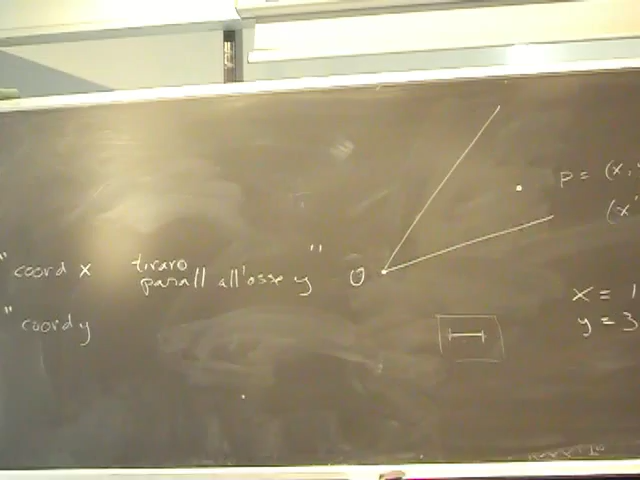 "coord x tirare parall all'asse y"
"coord y
O
p = (x,
(x'
x = 1
y = 3